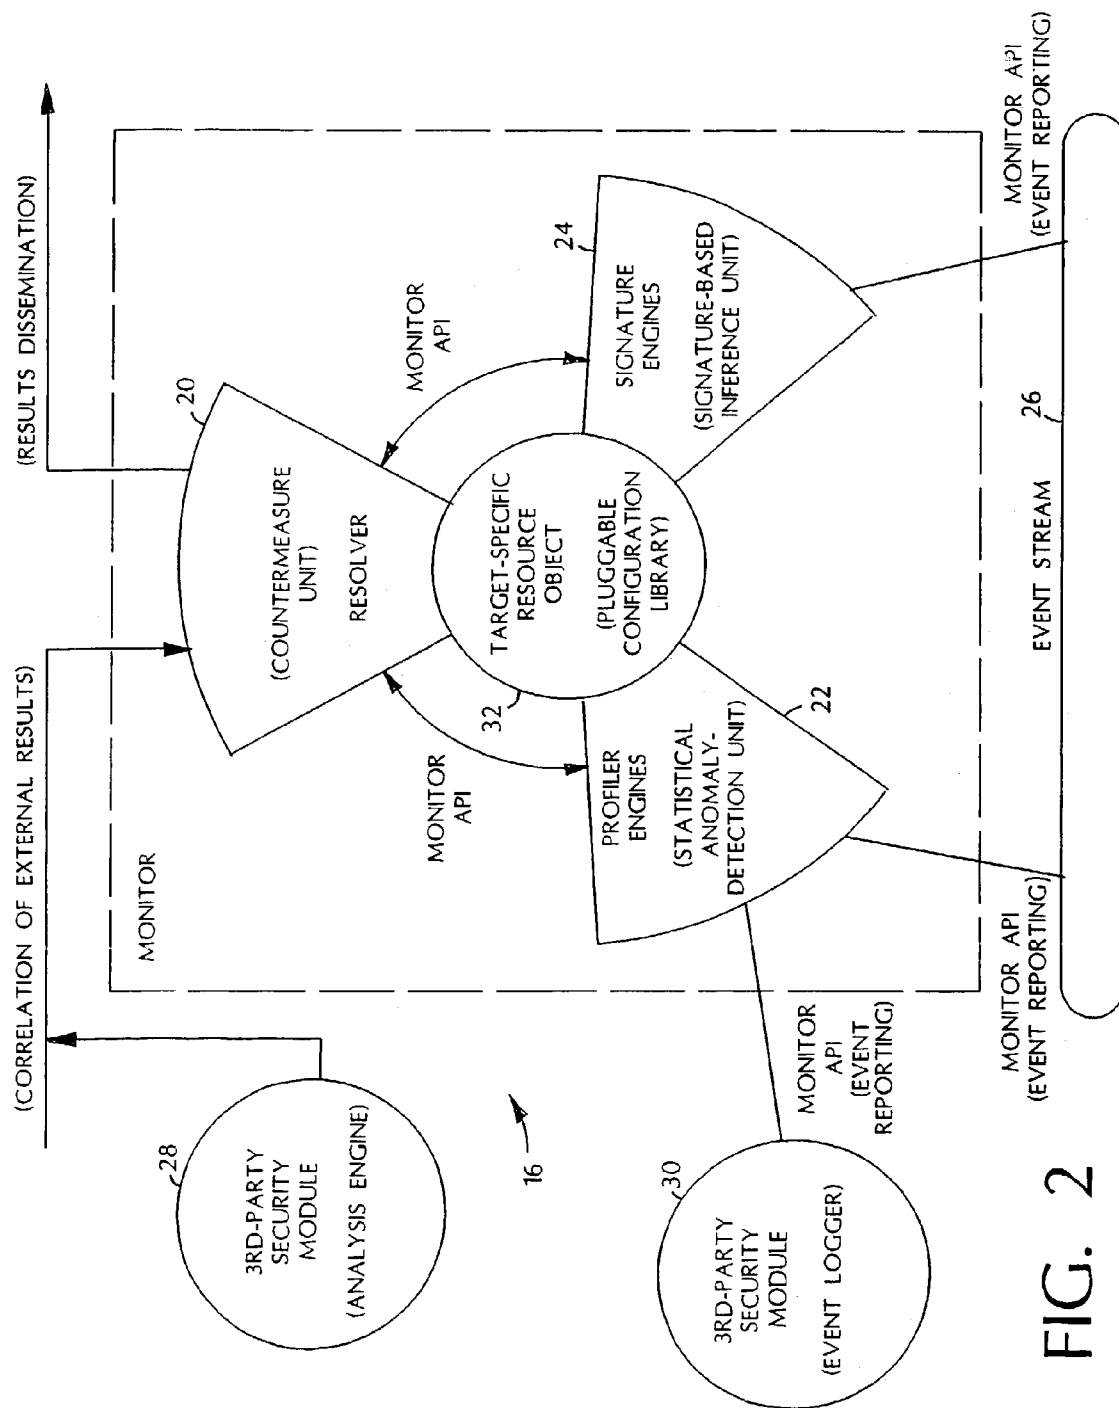 (CORRELATION OF EXTERNAL RESULTS)
(RESULTS DISSEMINATION)
MONITOR
20
(COUNTERMEASURE
UNIT)
RESOLVER
28
3RD-PARTY
SECURITY
MODULE
(ANALYSIS ENGINE)
MONITOR
API
MONITOR
API
32
TARGET-SPECIFIC
RESOURCE
OBJECT
(PLUGGABLE
CONFIGURATION
LIBRARY)
16
24
PROFILER
ENGINES
(STATISTICAL
ANOMALY-
DETECTION UNIT)
22
SIGNATURE
ENGINES
(SIGNATURE-BASED
INFERENCE UNIT)
30
3RD-PARTY
SECURITY
MODULE
(EVENT LOGGER)
MONITOR
API
(EVENT
REPORTING)
MONITOR API
(EVENT REPORTING)
MONITOR API
(EVENT REPORTING)
EVENT STREAM
26
FIG. 2